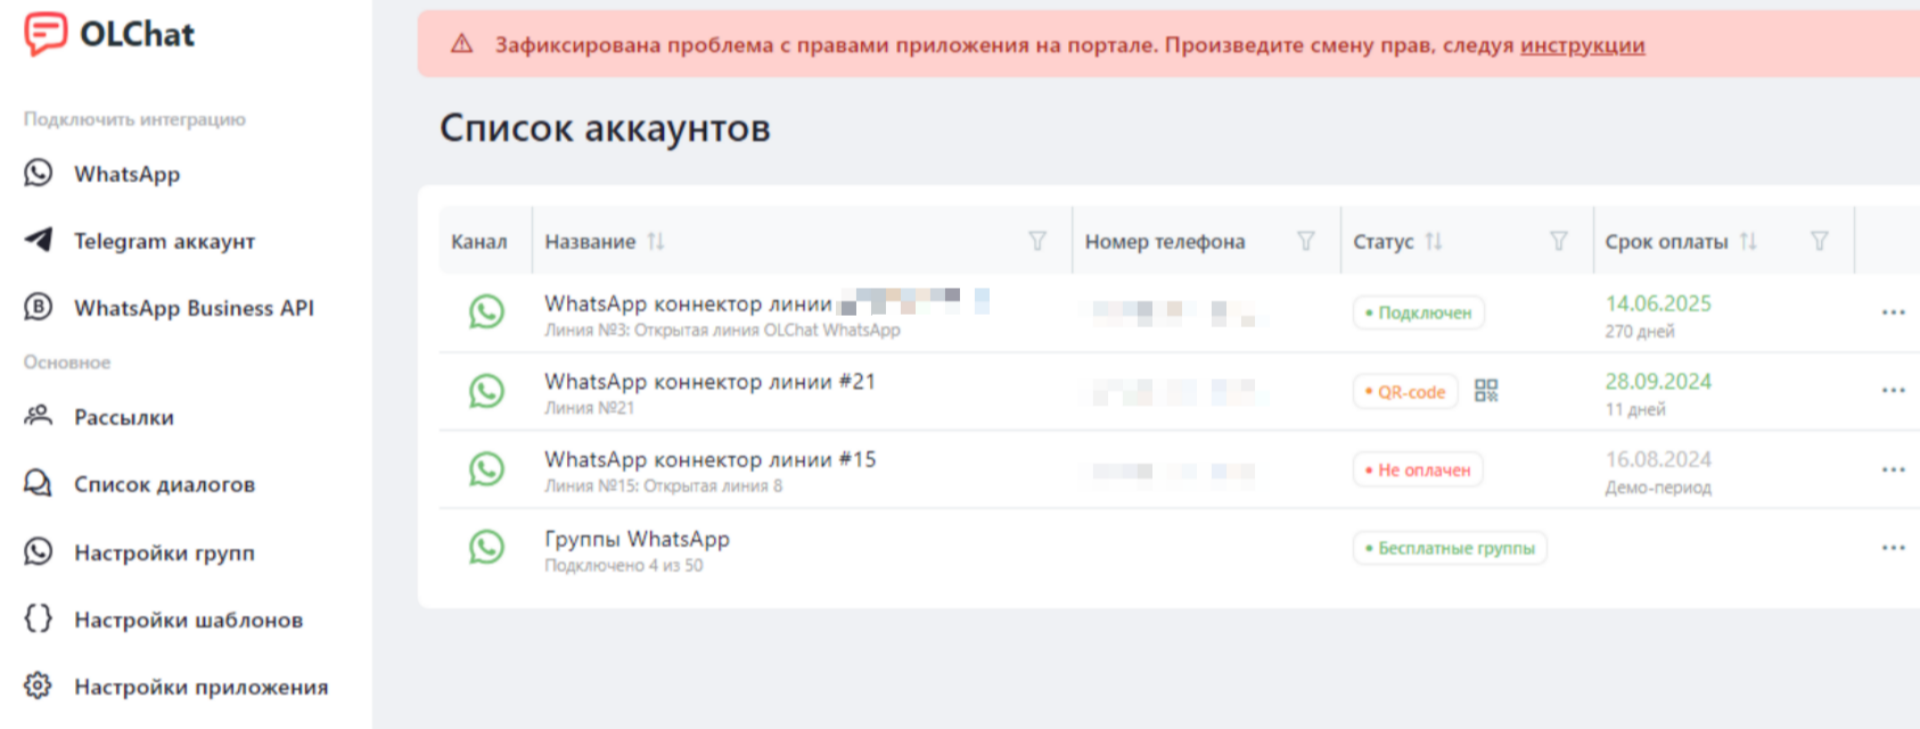 OLChat
Подключить интеграцию
WhatsApp
Telegram аккаунт
WhatsApp Business API
Основное
Рассылки
Список диалогов
Настройки групп
Настройки шаблонов
Настройки приложения
Зафиксирована проблема с правами приложения на портале. Произведите смену прав, следуя инструкции
Список аккаунтов
Канал Название Номер телефона Статус Срок оплаты
WhatsApp коннектор линии Подключен 14.06.2025
Линия №3: Открытая линия OLChat WhatsApp 270 дней
WhatsApp коннектор линии #21 QR-code 28.09.2024
Линия №21 11 дней
WhatsApp коннектор линии #15 Не оплачен 16.08.2024
Линия №15: Открытая линия 8 Демо-период
Группы WhatsApp Бесплатные группы
Подключено 4 из 50